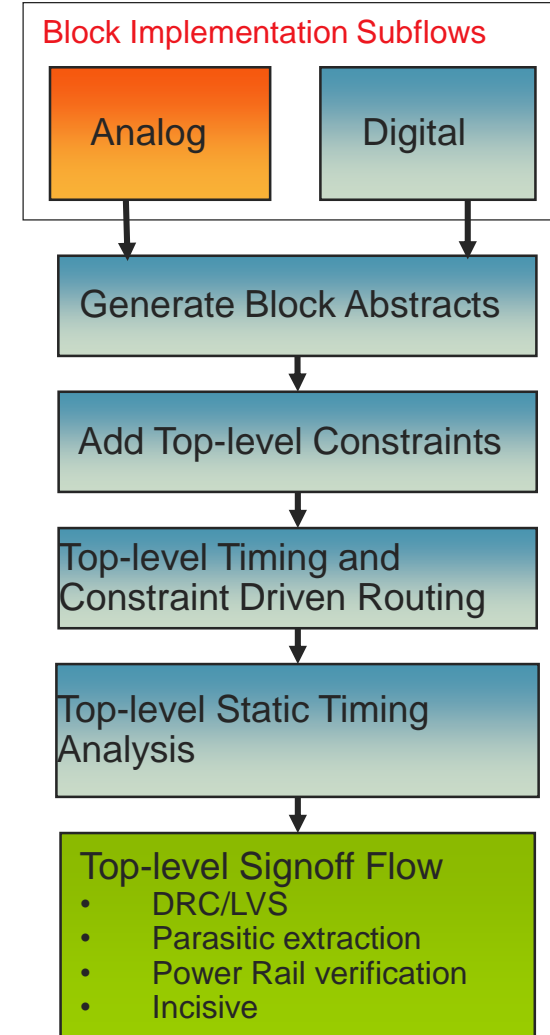 Block Implementation Subflows
Analog
Digital
Generate Block Abstracts
Add Top-level Constraints
Top-level Timing and
Constraint Driven Routing
Top-level Static Timing
Analysis
Top-level Signoff Flow
• DRC/LVS
• Parasitic extraction
• Power Rail verification
• Incisive